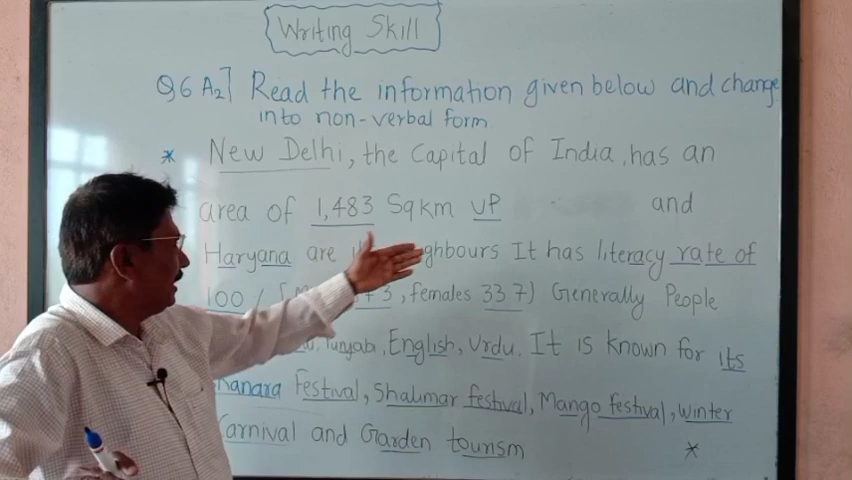 Writing Skill
Q6 A2] Read the information given below and change
into non-verbal form.
* New Delhi, the Capital of India, has an
area of 1,483 Sq km UP and
Haryana are neighbours It has literacy rate of
100 / females 33 7) Generally People
Punjabi, English, Urdu. It is known for its
Festival, Shalimar festival, Mango festival, winter
Carnival and Garden tourism
*